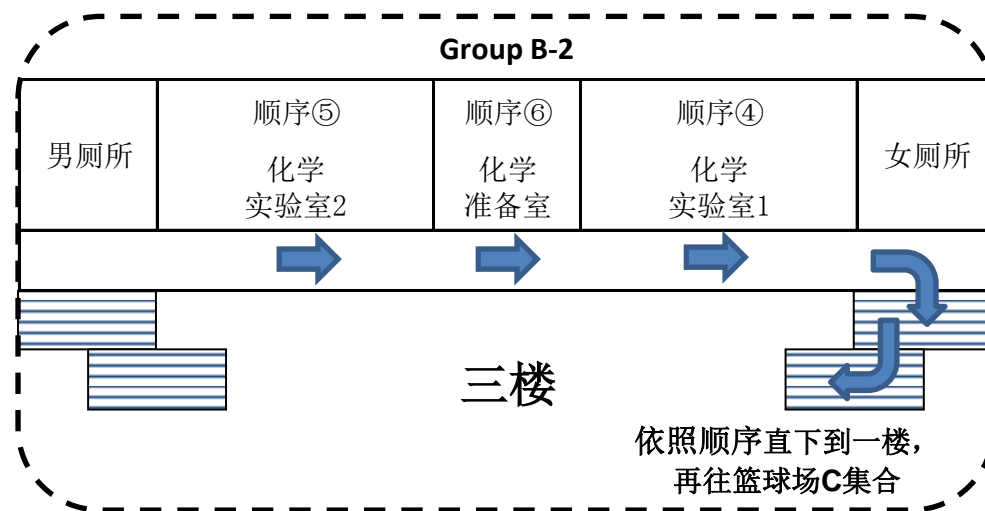 Group B-2
男厕所
顺序⑤
化学
实验室2
顺序⑥
化学
准备室
顺序④
化学
实验室1
女厕所
三楼
依照顺序直下到一楼，
再往篮球场C集合